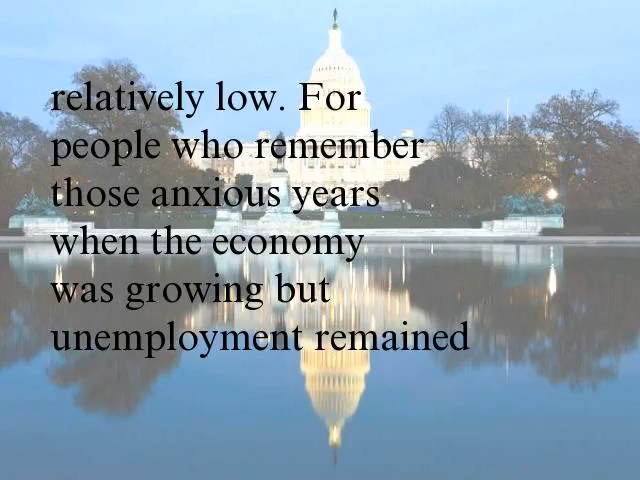 relatively low. For
people who remember
those anxious years
when the economy
was growing but
unemployment remained